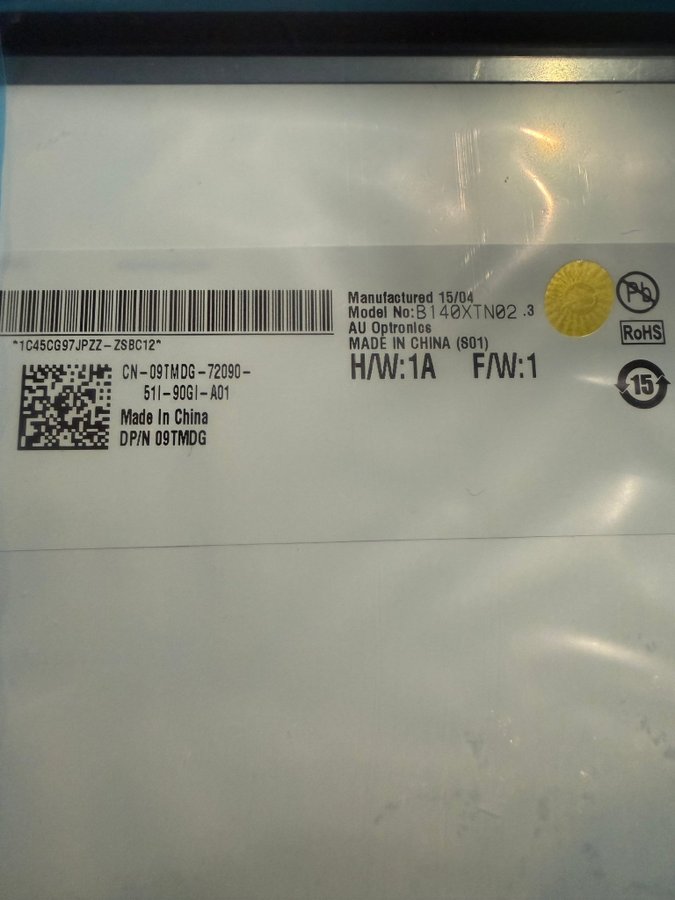 Manufactured 15/04
Model No:B140XTN02 .3
AU Optronics
MADE IN CHINA (S01)
H/W:1A F/W:1
*1C45CG97JPZZ-ZSBC12*
CN-09TMDG-72090-
51I-90GI-A01
Made In China
DP/N 09TMDG
Pb
RoHS
15